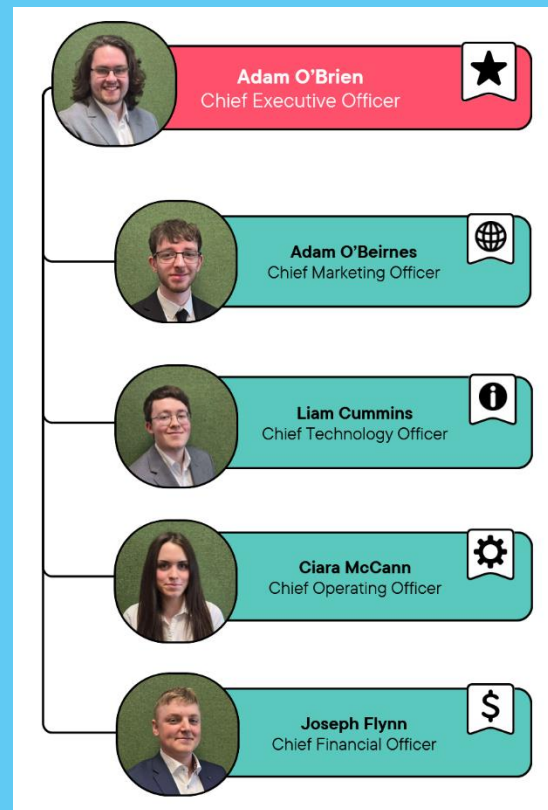 Adam O'Brien
Chief Executive Officer
Adam O'Beirnes
Chief Marketing Officer
Liam Cummins
Chief Technology Officer
Ciara McCann
Chief Operating Officer
Joseph Flynn
Chief Financial Officer
$